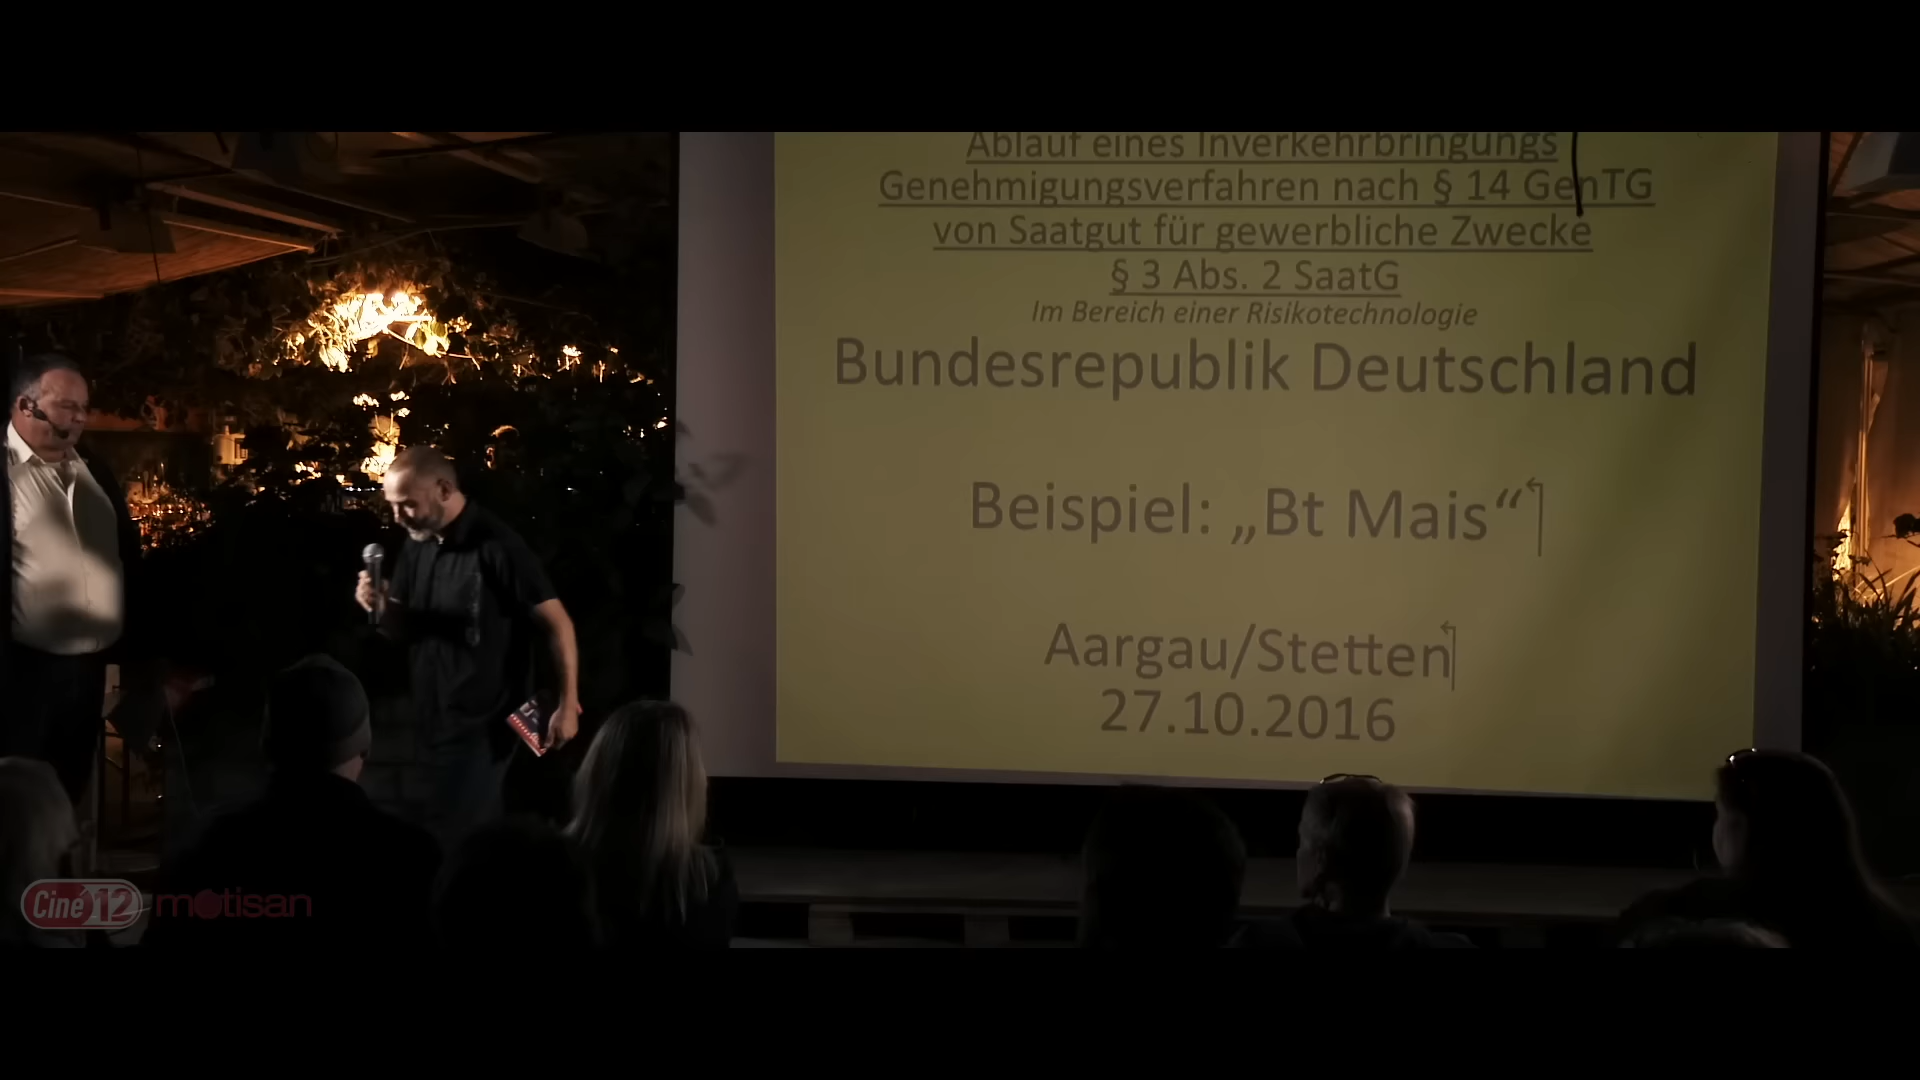 Ablauf eines Inverkehrbringungs
Genehmigungsverfahren nach § 14 GenTG
von Saatgut für gewerbliche Zwecke
§ 3 Abs. 2 SaatG
Im Bereich einer Risikotechnologie
Bundesrepublik Deutschland
Beispiel: „Bt Mais“
Aargau/Stetten
27.10.2016
Ciné 12 motisan